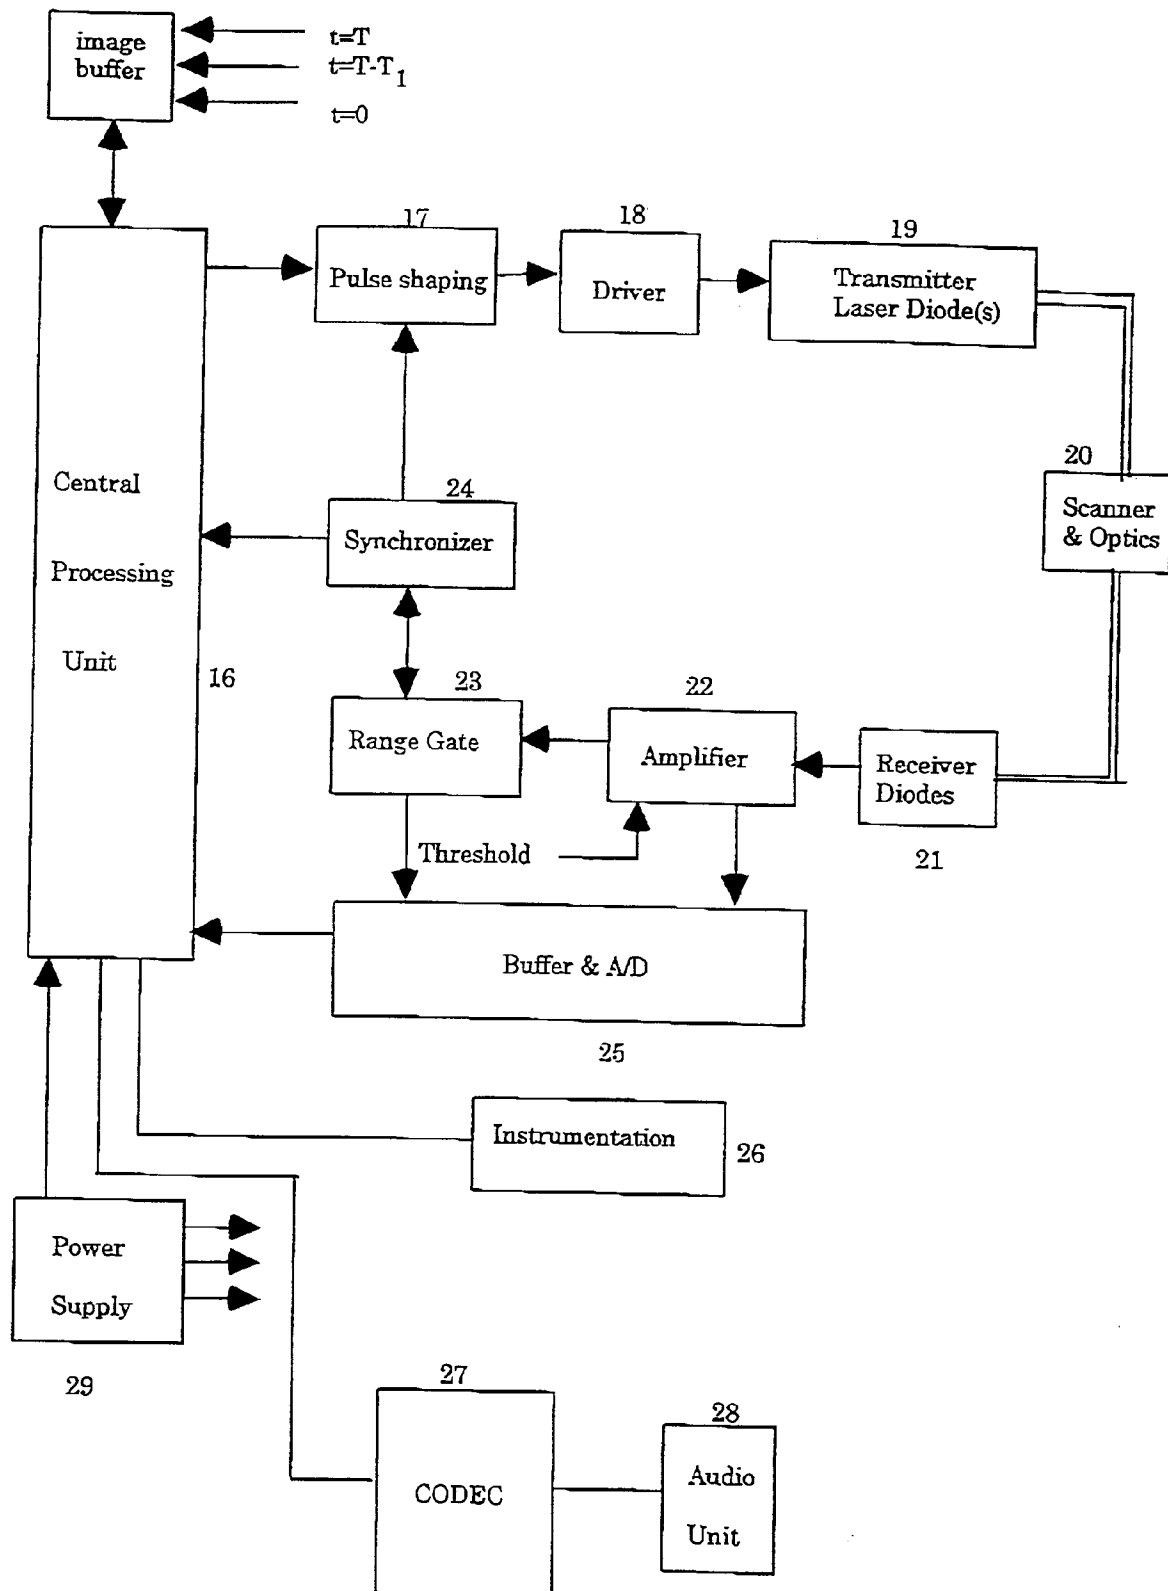 image
buffer
t=T
t=T-T1
t=0
17
18
19
Pulse shaping
Driver
Transmitter
Laser Diode(s)
20
Scanner
& Optics
Central
Processing
Unit
16
24
Synchronizer
23
22
Range Gate
Amplifier
Receiver
Diodes
21
Threshold
Buffer & A/D
25
Instrumentation
26
Power
Supply
29
27
28
CODEC
Audio
Unit